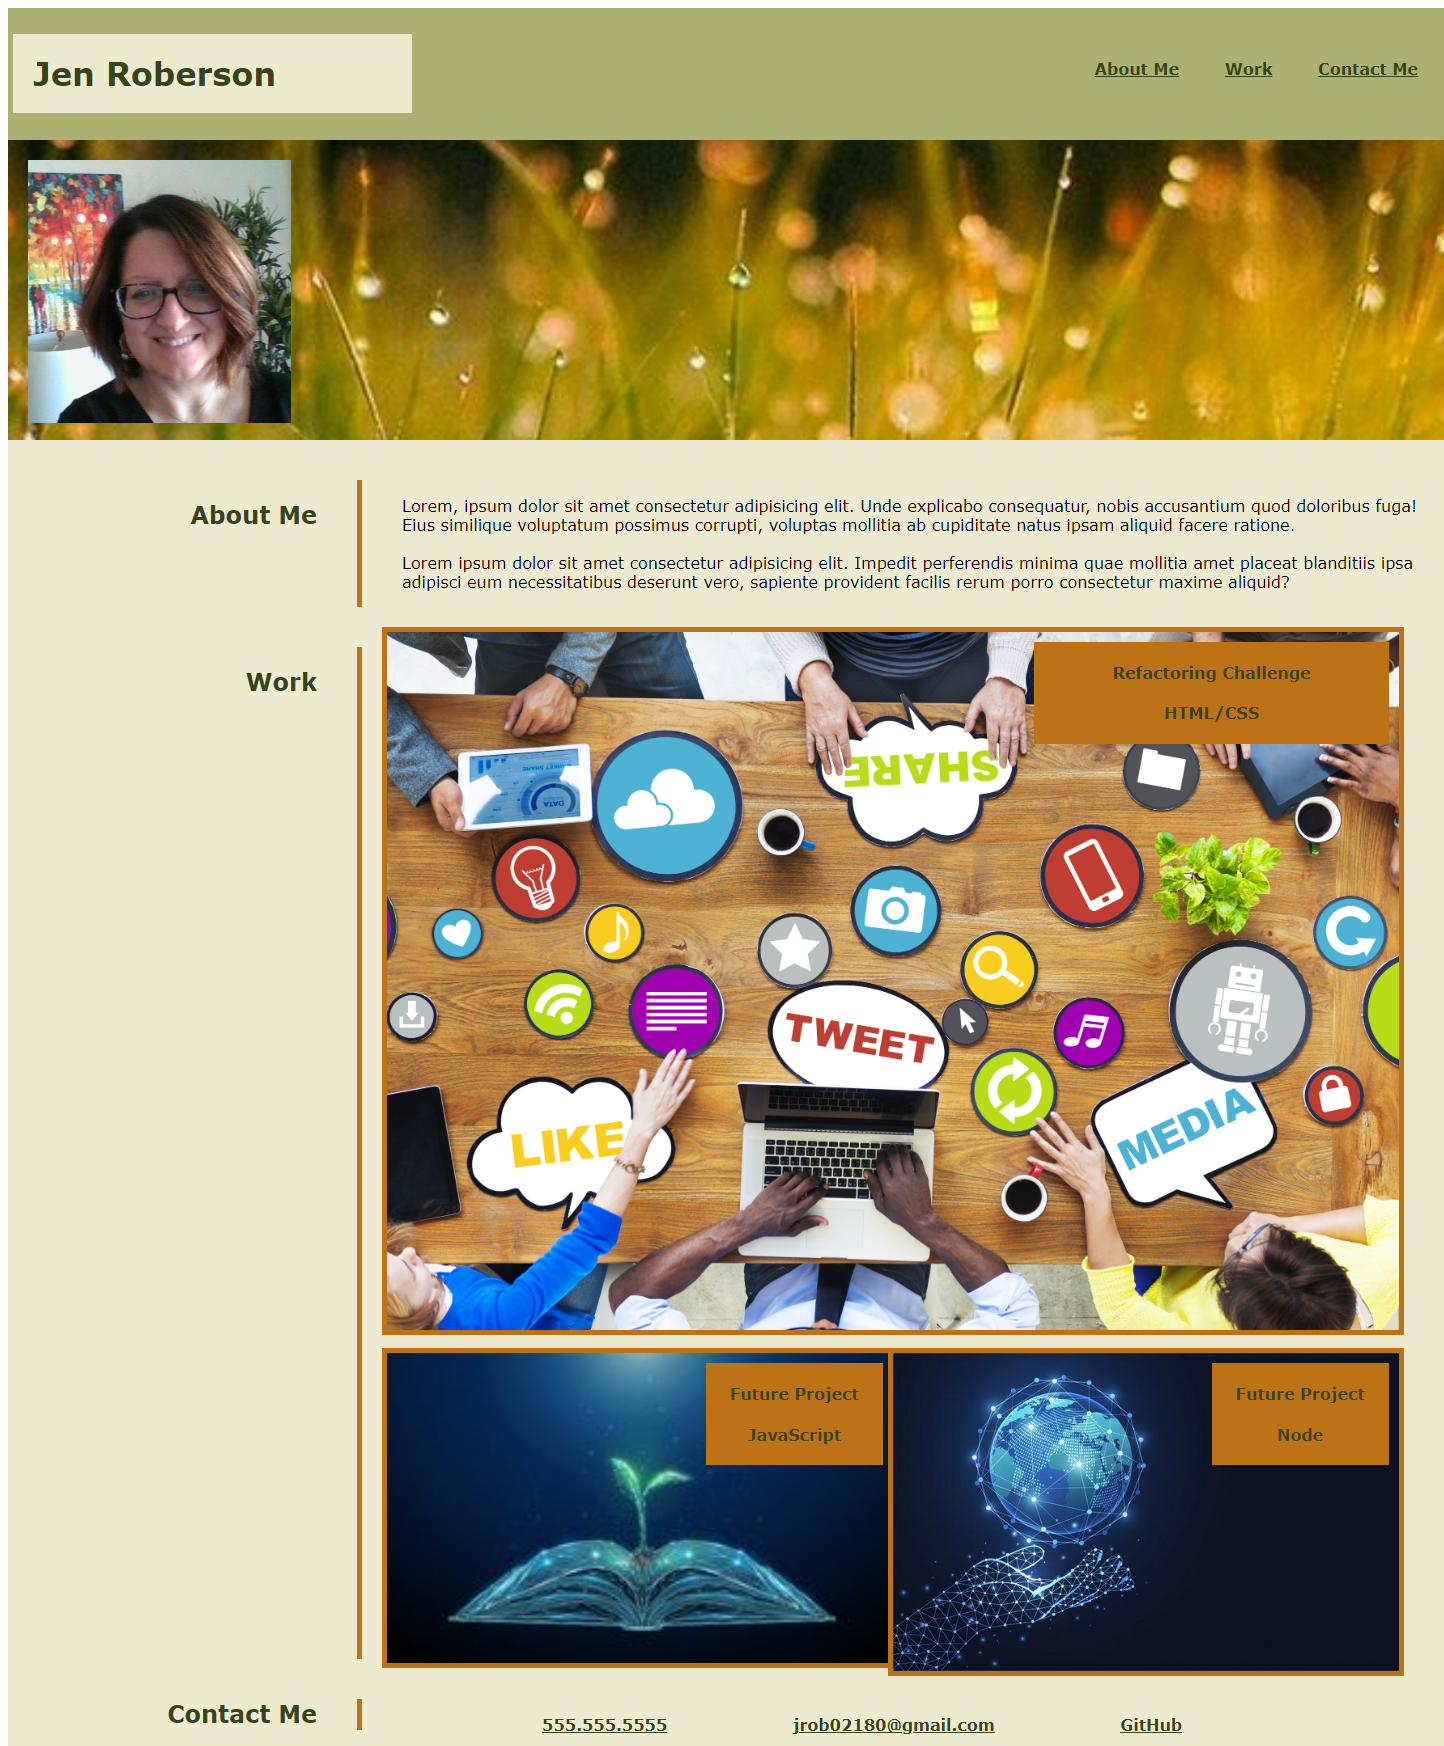 Jen Roberson
About Me Work Contact Me
About Me
Lorem, ipsum dolor sit amet consectetur adipisicing elit. Unde explicabo consequatur, nobis accusantium quod doloribus fuga!
Eius similique voluptatum possimus corrupti, voluptas mollitia ab cupiditate natus ipsam aliquid facere ratione.
Lorem ipsum dolor sit amet consectetur adipisicing elit. Impedit perferendis minima quae mollitia amet placeat blanditiis ipsa
adipisci eum necessitatibus deserunt vero, sapiente provident facilis rerum porro consectetur maxime aliquid?
Work
Refactoring Challenge
HTML/CSS
SHARE
DATA
TWEET
LIKE
MEDIA
Future Project
JavaScript
Future Project
Node
Contact Me
555.555.5555 jrob02180@gmail.com GitHub